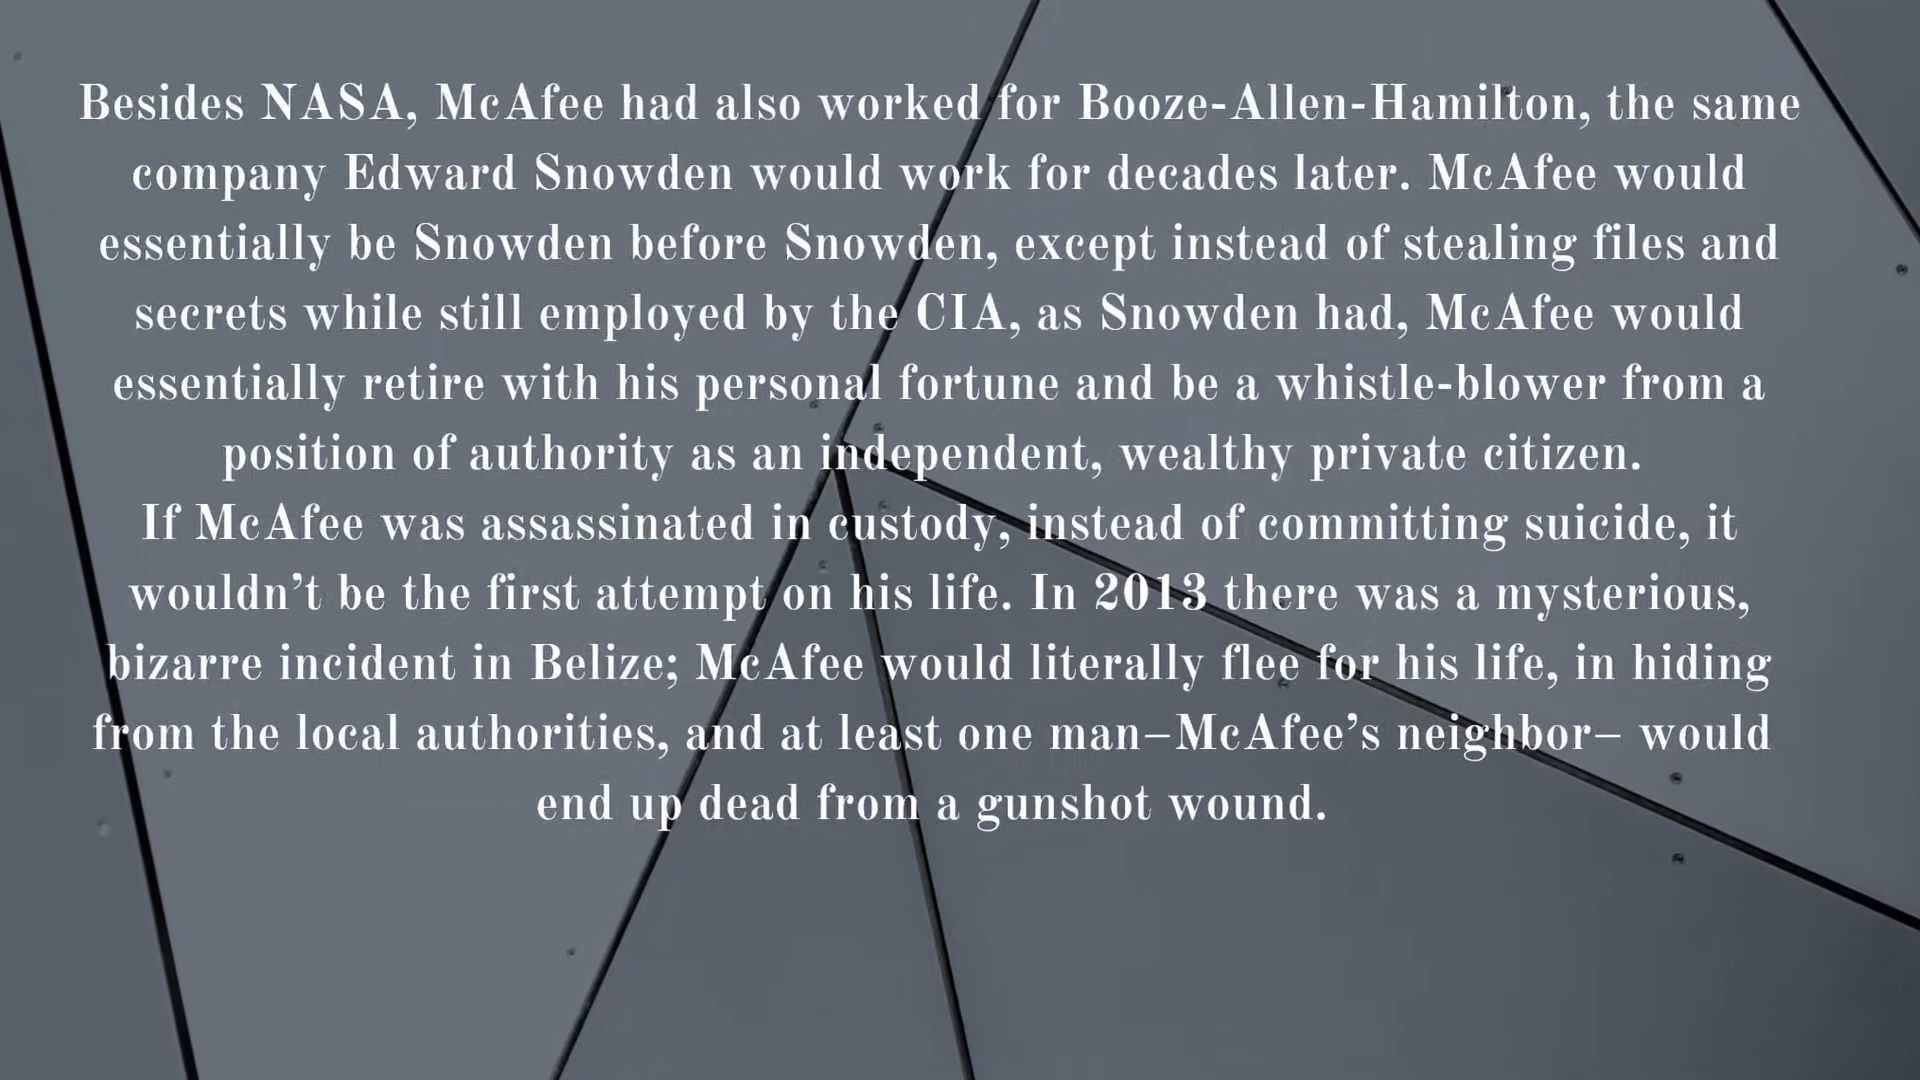 Besides NASA, McAfee had also worked for Booze-Allen-Hamilton, the same
company Edward Snowden would work for decades later. McAfee would
essentially be Snowden before Snowden, except instead of stealing files and
secrets while still employed by the CIA, as Snowden had, McAfee would
essentially retire with his personal fortune and be a whistle-blower from a
position of authority as an independent, wealthy private citizen.
If McAfee was assassinated in custody, instead of committing suicide, it
wouldn’t be the first attempt on his life. In 2013 there was a mysterious,
bizarre incident in Belize; McAfee would literally flee for his life, in hiding
from the local authorities, and at least one man–McAfee’s neighbor– would
end up dead from a gunshot wound.